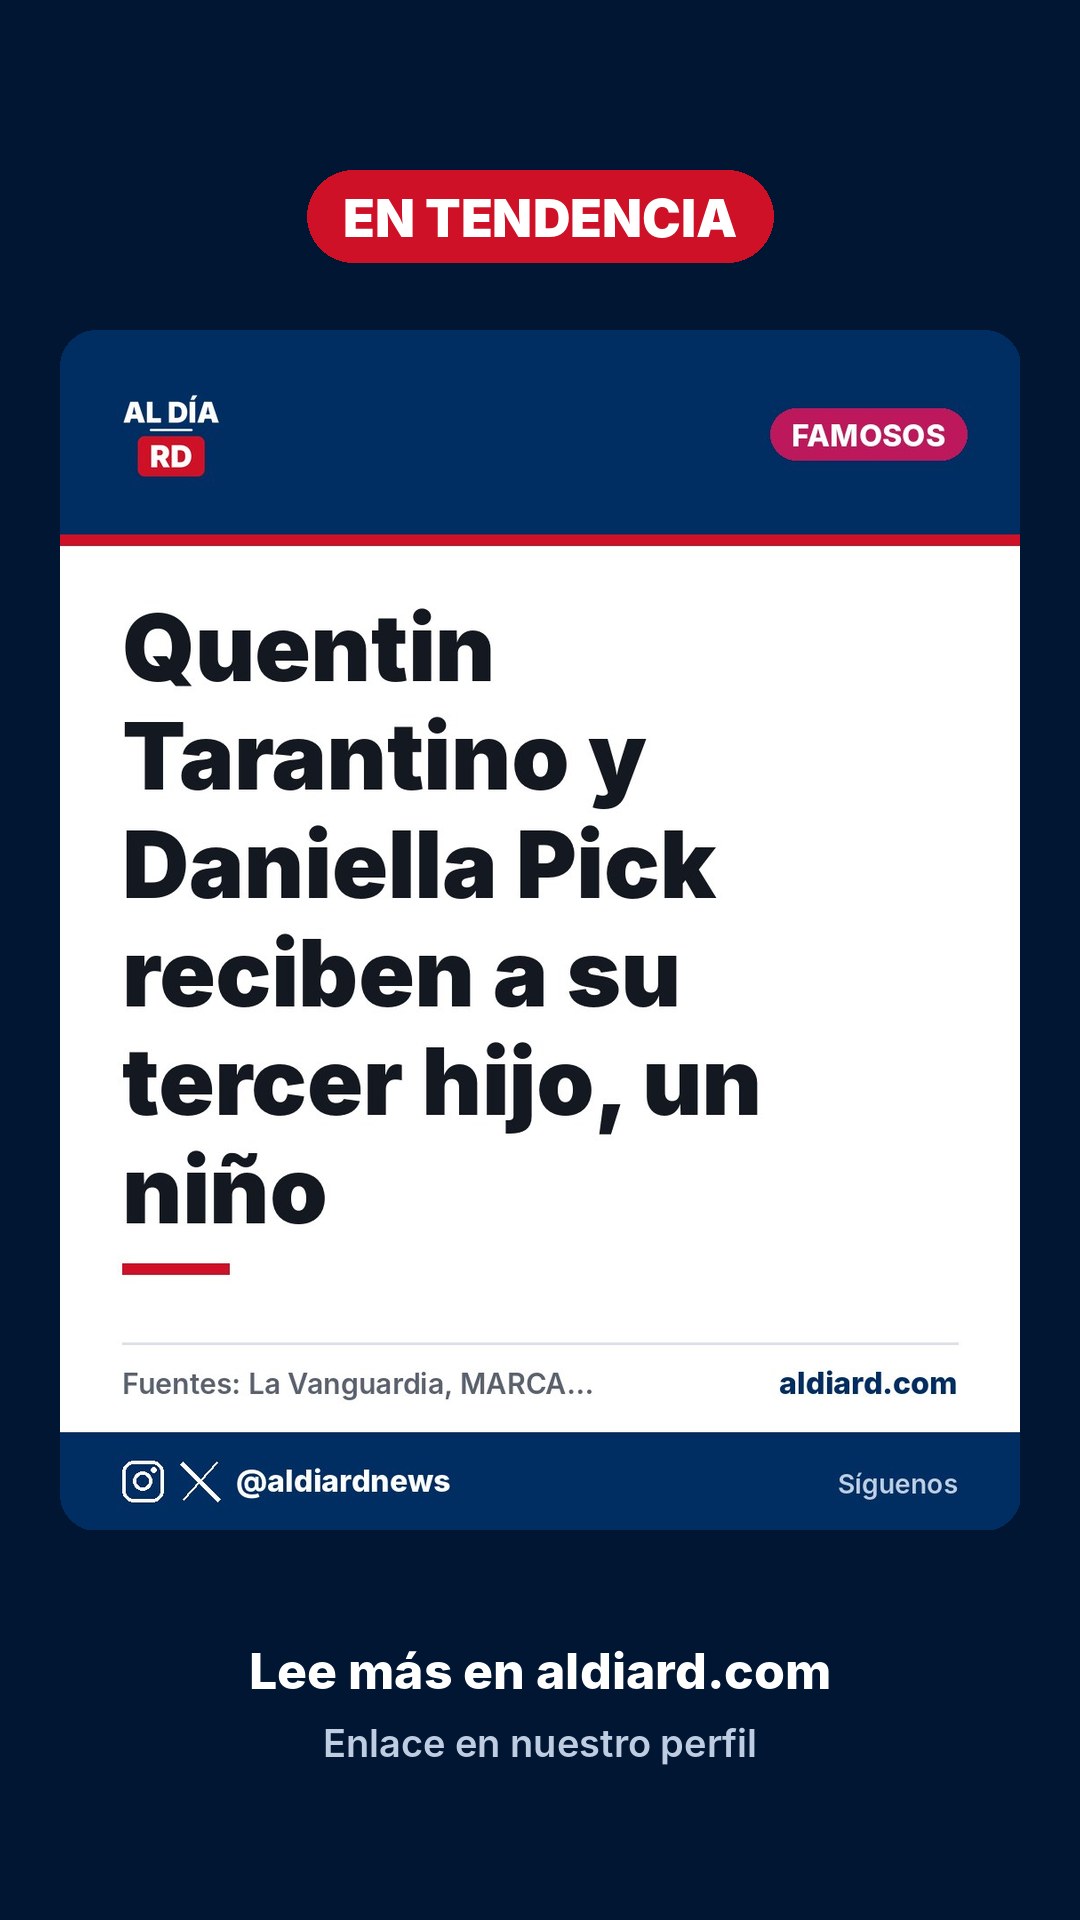 EN TENDENCIA
AL DÍA
RD
FAMOSOS
Quentin
Tarantino y
Daniella Pick
reciben a su
tercer hijo, un
niño
Fuentes: La Vanguardia, MARCA...
aldiard.com
@aldiardnews
Síguenos
Lee más en aldiard.com
Enlace en nuestro perfil